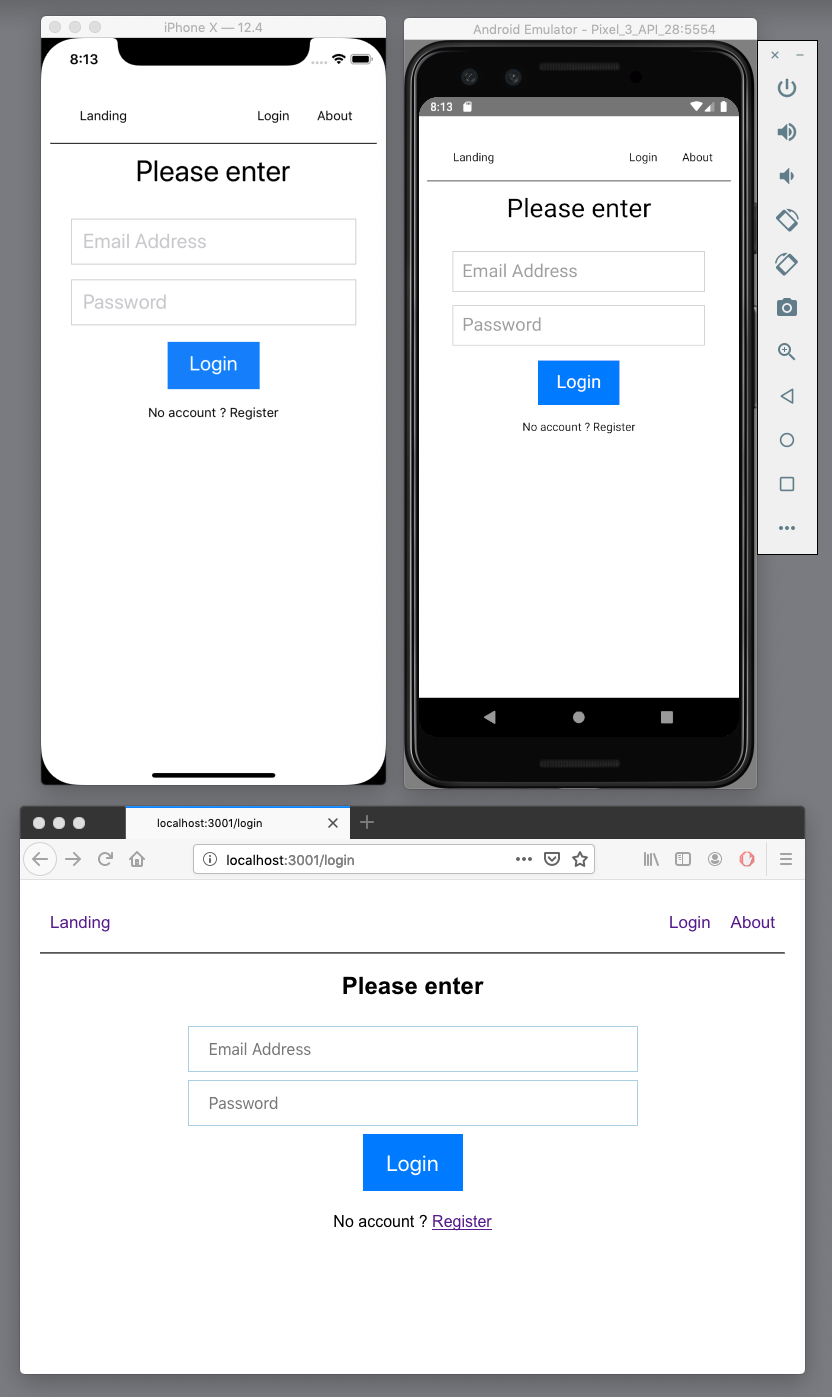 iPhone X — 12.4
8:13
Landing Login About
Please enter
Email Address
Password
Login
No account ? Register
Android Emulator - Pixel_3_API_28:5554
8:13
Landing Login About
Please enter
Email Address
Password
Login
No account ? Register
localhost:3001/login
localhost:3001/login
Landing Login About
Please enter
Email Address
Password
Login
No account ? Register